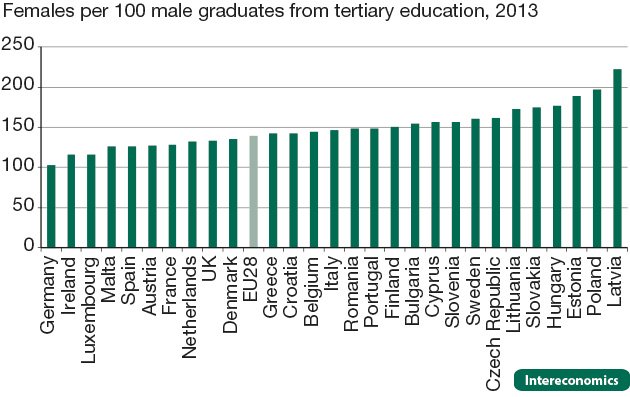 Females per 100 male graduates from tertiary education, 2013
250
200
150
100
50
0
Germany
Ireland
Luxembourg
Malta
Spain
Austria
France
Netherlands
UK
Denmark
EU28
Greece
Croatia
Belgium
Italy
Romania
Portugal
Finland
Bulgaria
Cyprus
Slovenia
Sweden
Czech Republic
Lithuania
Slovakia
Hungary
Estonia
Poland
Latvia
Intereconomics